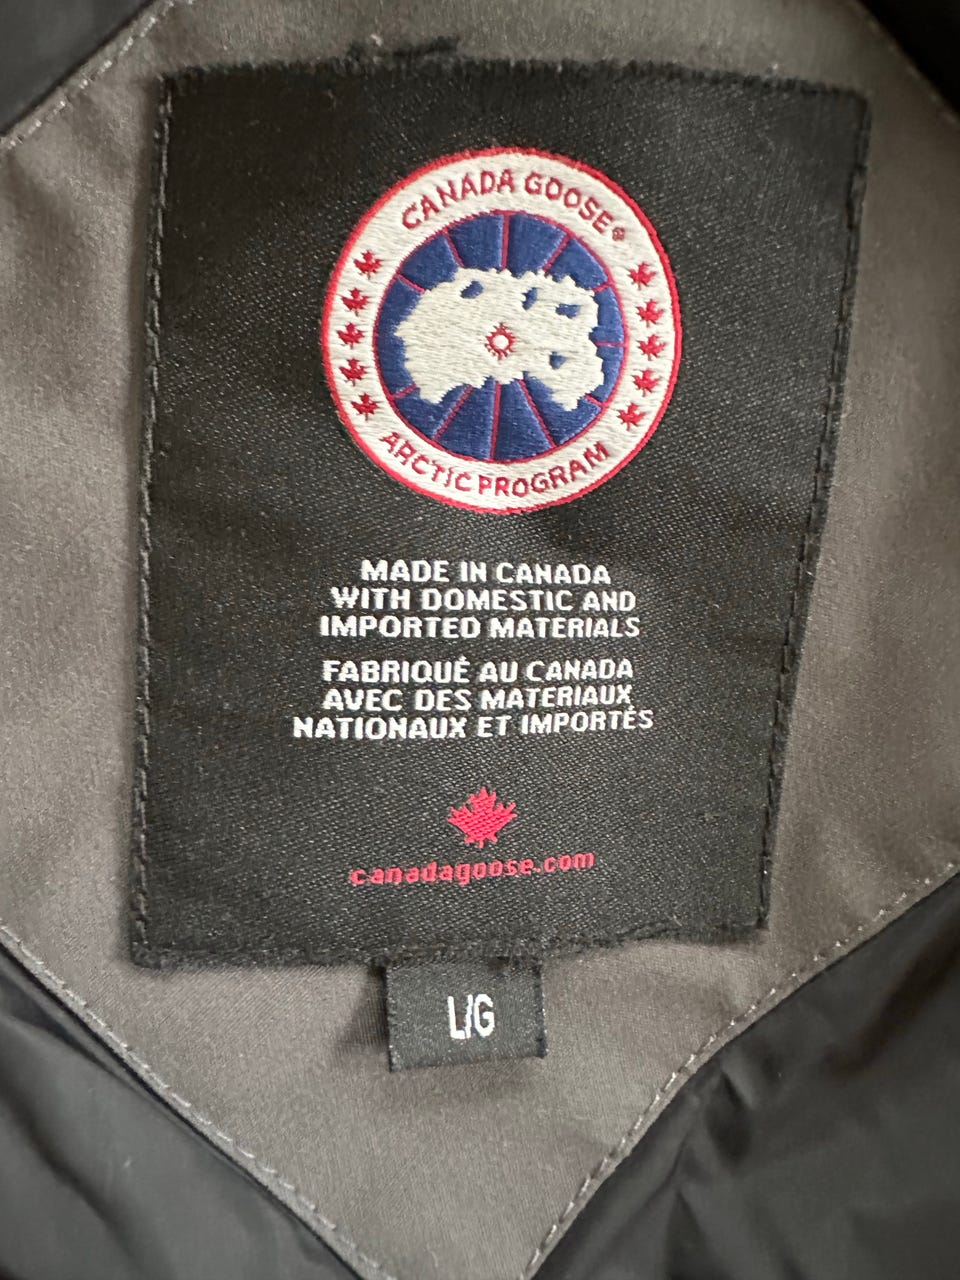 CANADA GOOSE®
ARCTIC PROGRAM
MADE IN CANADA
WITH DOMESTIC AND
IMPORTED MATERIALS
FABRIQUÉ AU CANADA
AVEC DES MATERIAUX
NATIONAUX ET IMPORTÉS
canadagoose.com
L/G